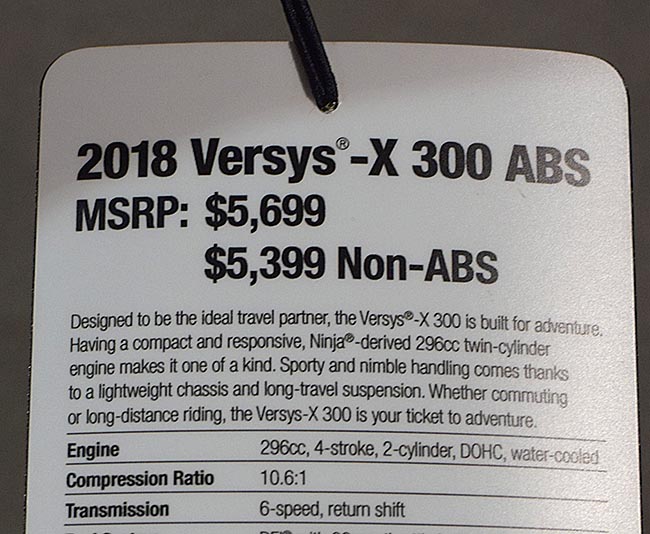 2018 Versys®-X 300 ABS
MSRP: $5,699
$5,399 Non-ABS
Designed to be the ideal travel partner, the Versys®-X 300 is built for adventure.
Having a compact and responsive, Ninja®-derived 296cc twin-cylinder
engine makes it one of a kind. Sporty and nimble handling comes thanks
to a lightweight chassis and long-travel suspension. Whether commuting
or long-distance riding, the Versys-X 300 is your ticket to adventure.
Engine 296cc, 4-stroke, 2-cylinder, DOHC, water-cooled
Compression Ratio 10.6:1
Transmission 6-speed, return shift